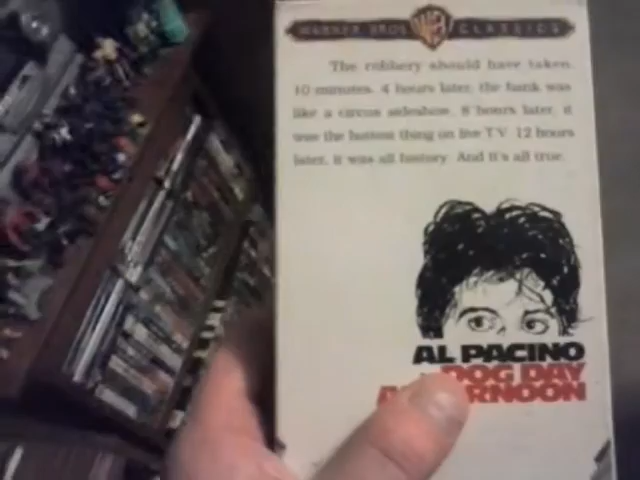 WARNER BROS. CLASSICS
The robbery should have taken
10 minutes. 4 hours later, the bank was
like a circus sideshow. 8 hours later, it
was the hottest thing on live T.V. 12 hours
later, it was all history. And it's all true.
AL PACINO
DOG DAY
A RNOON